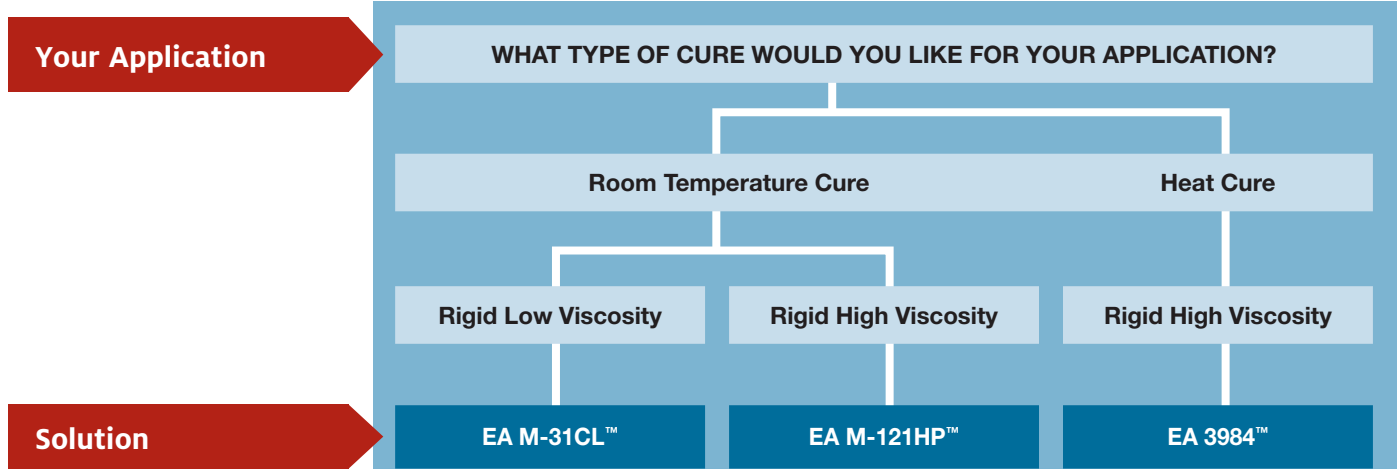 Your Application
WHAT TYPE OF CURE WOULD YOU LIKE FOR YOUR APPLICATION?
Room Temperature Cure
Heat Cure
Rigid Low Viscosity
Rigid High Viscosity
Rigid High Viscosity
Solution
EA M-31CL™
EA M-121HP™
EA 3984™